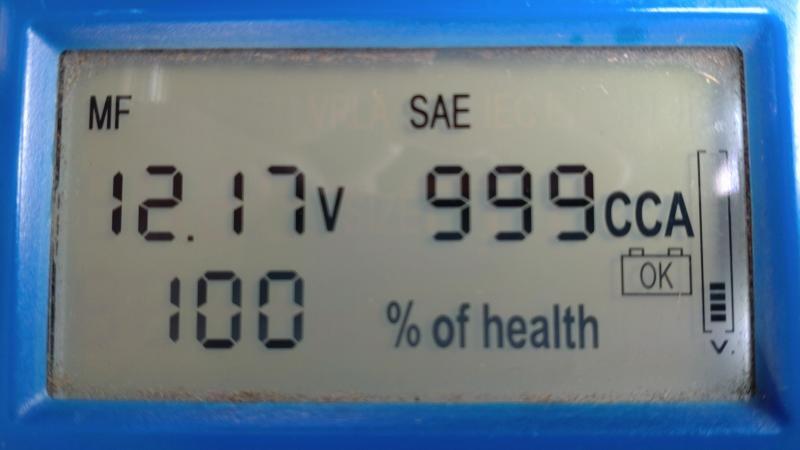 MF SAE
12.17V 999CCA
OK
100 % of health
V.